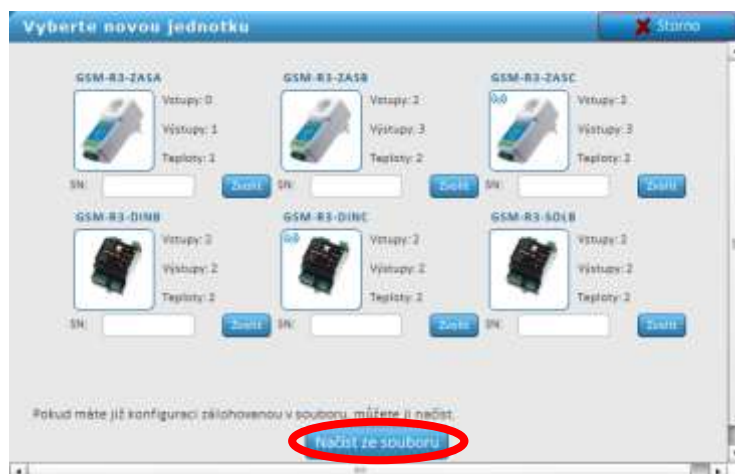 Vyberte novou jednotku
Storno
GSM-R3-ZASA
GSM-R3-ZASB
GSM-R3-ZASC
Vstupy: 0
Vstupy: 2
Vstupy: 2
Výstupy: 1
Výstupy: 3
Výstupy: 3
Teploty: 1
Teploty: 2
Teploty: 2
SN: Zvolit SN: Zvolit SN: Zvolit
GSM-R3-DINB
GSM-R3-DINC
GSM-R3-SOLB
Vstupy: 2
Vstupy: 2
Vstupy: 2
Výstupy: 2
Výstupy: 2
Výstupy: 2
Teploty: 2
Teploty: 2
Teploty: 2
SN: Zvolit SN: Zvolit SN: Zvolit
Pokud máte již konfiguraci zálohovanou v souboru, můžete ji načíst.
Načíst ze souboru